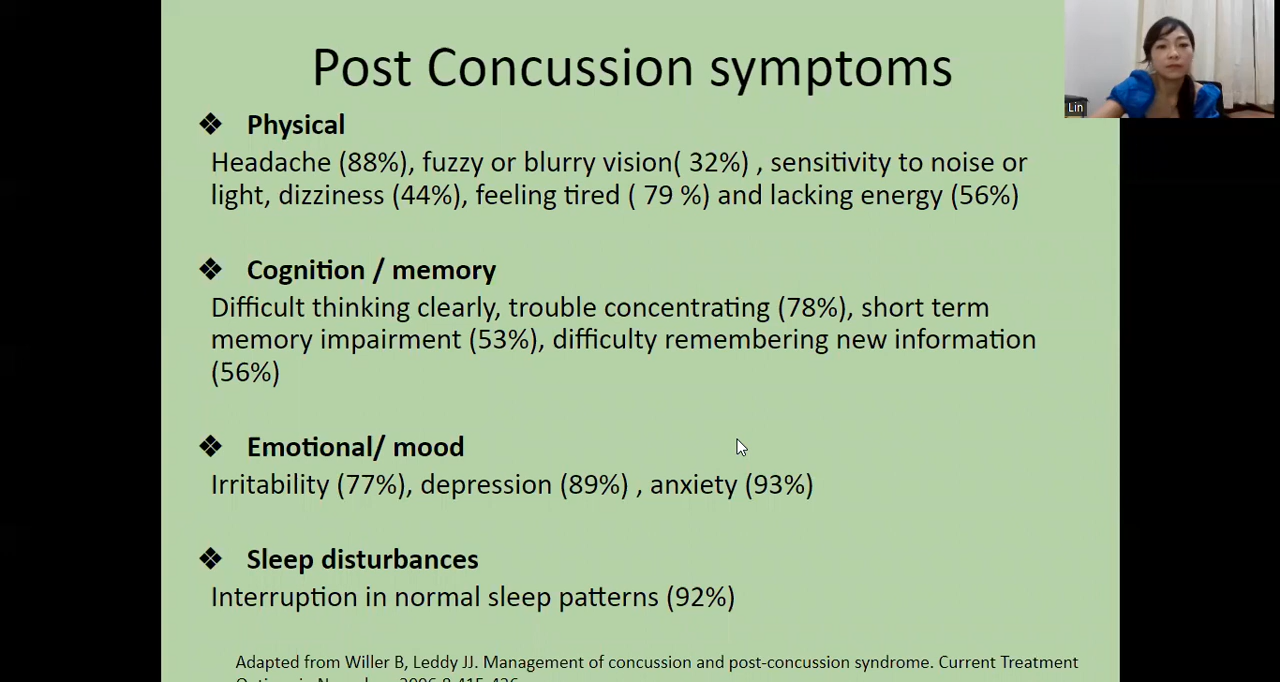 Post Concussion symptoms
Lin
❖ Physical
Headache (88%), fuzzy or blurry vision( 32%) , sensitivity to noise or
light, dizziness (44%), feeling tired ( 79 %) and lacking energy (56%)
❖ Cognition / memory
Difficult thinking clearly, trouble concentrating (78%), short term
memory impairment (53%), difficulty remembering new information
(56%)
❖ Emotional/ mood
Irritability (77%), depression (89%) , anxiety (93%)
❖ Sleep disturbances
Interruption in normal sleep patterns (92%)
Adapted from Willer B, Leddy JJ. Management of concussion and post-concussion syndrome. Current Treatment